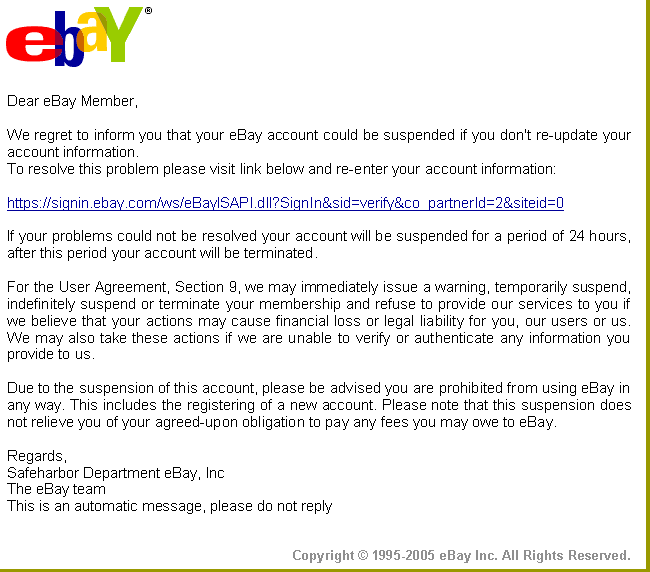 ebaY®
Dear eBay Member,
We regret to inform you that your eBay account could be suspended if you don't re-update your
account information.
To resolve this problem please visit link below and re-enter your account information:
https://signin.ebay.com/ws/eBayISAPI.dll?SignIn&sid=verify&co_partnerId=2&siteid=0
If your problems could not be resolved your account will be suspended for a period of 24 hours,
after this period your account will be terminated.
For the User Agreement, Section 9, we may immediately issue a warning, temporarily suspend,
indefinitely suspend or terminate your membership and refuse to provide our services to you if
we believe that your actions may cause financial loss or legal liability for you, our users or us.
We may also take these actions if we are unable to verify or authenticate any information you
provide to us.
Due to the suspension of this account, please be advised you are prohibited from using eBay in
any way. This includes the registering of a new account. Please note that this suspension does
not relieve you of your agreed-upon obligation to pay any fees you may owe to eBay.
Regards,
Safeharbor Department eBay, Inc
The eBay team
This is an automatic message, please do not reply
Copyright © 1995-2005 eBay Inc. All Rights Reserved.